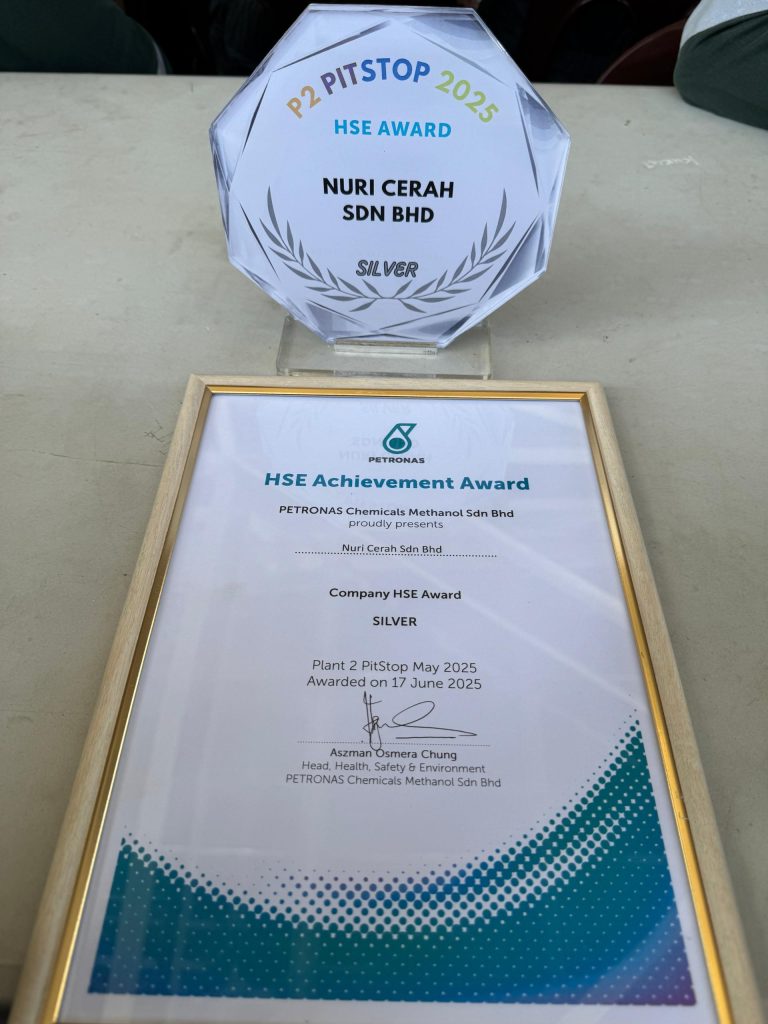 P2 PITSTOP 2025
HSE AWARD
NURI CERAH
SDN BHD
SILVER
PETRONAS
HSE Achievement Award
PETRONAS Chemicals Methanol Sdn Bhd
proudly presents
Nuri Cerah Sdn Bhd
Company HSE Award
SILVER
Plant 2 PitStop May 2025
Awarded on 17 June 2025
Aszman Osmera Chung
Head, Health, Safety & Environment
PETRONAS Chemicals Methanol Sdn Bhd